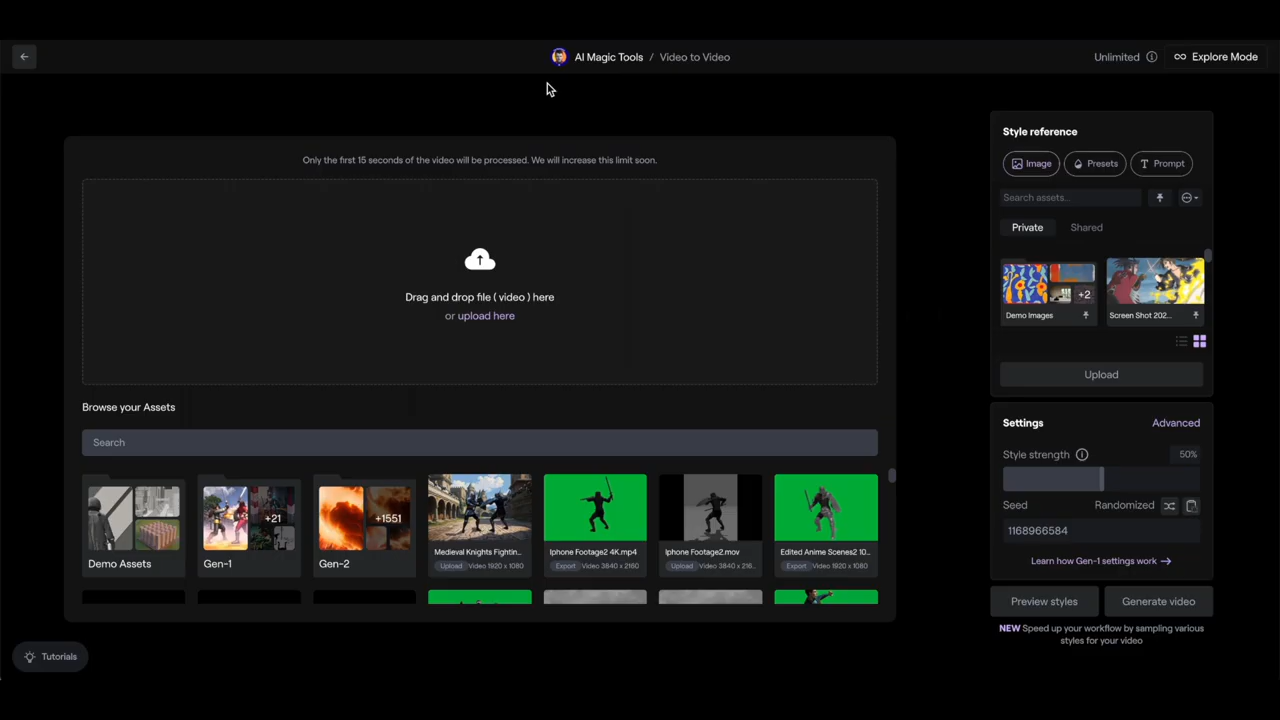 AI Magic Tools / Video to Video
Unlimited
Explore Mode
Only the first 15 seconds of the video will be processed. We will increase this limit soon.
Drag and drop file ( video ) here
or upload here
Browse your Assets
Search
+21
+1551
Demo Assets
Gen-1
Gen-2
Medieval Knights Fightin...
Upload Video 1920 x 1080
Iphone Footage2 4K.mp4
Export Video 3840 x 2160
Iphone Footage2.mov
Upload Video 3840 x 216...
Edited Anime Scenes2 10...
Export Video 1920 x 1080
Tutorials
Style reference
Image
Presets
Prompt
Search assets...
Private
Shared
+2
Demo Images
Screen Shot 202...
Upload
Settings
Advanced
Style strength
50%
Seed
Randomized
1168966584
Learn how Gen-1 settings work →
Preview styles
Generate video
NEW Speed up your workflow by sampling various
styles for your video